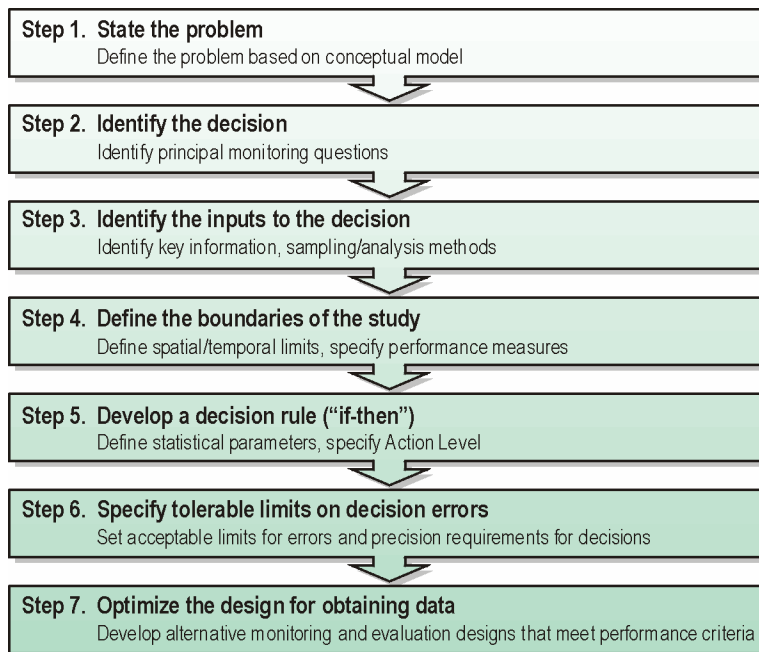 Step 1. State the problem
Define the problem based on conceptual model
Step 2. Identify the decision
Identify principal monitoring questions
Step 3. Identify the inputs to the decision
Identify key information, sampling/analysis methods
Step 4. Define the boundaries of the study
Define spatial/temporal limits, specify performance measures
Step 5. Develop a decision rule (“if-then”)
Define statistical parameters, specify Action Level
Step 6. Specify tolerable limits on decision errors
Set acceptable limits for errors and precision requirements for decisions
Step 7. Optimize the design for obtaining data
Develop alternative monitoring and evaluation designs that meet performance criteria